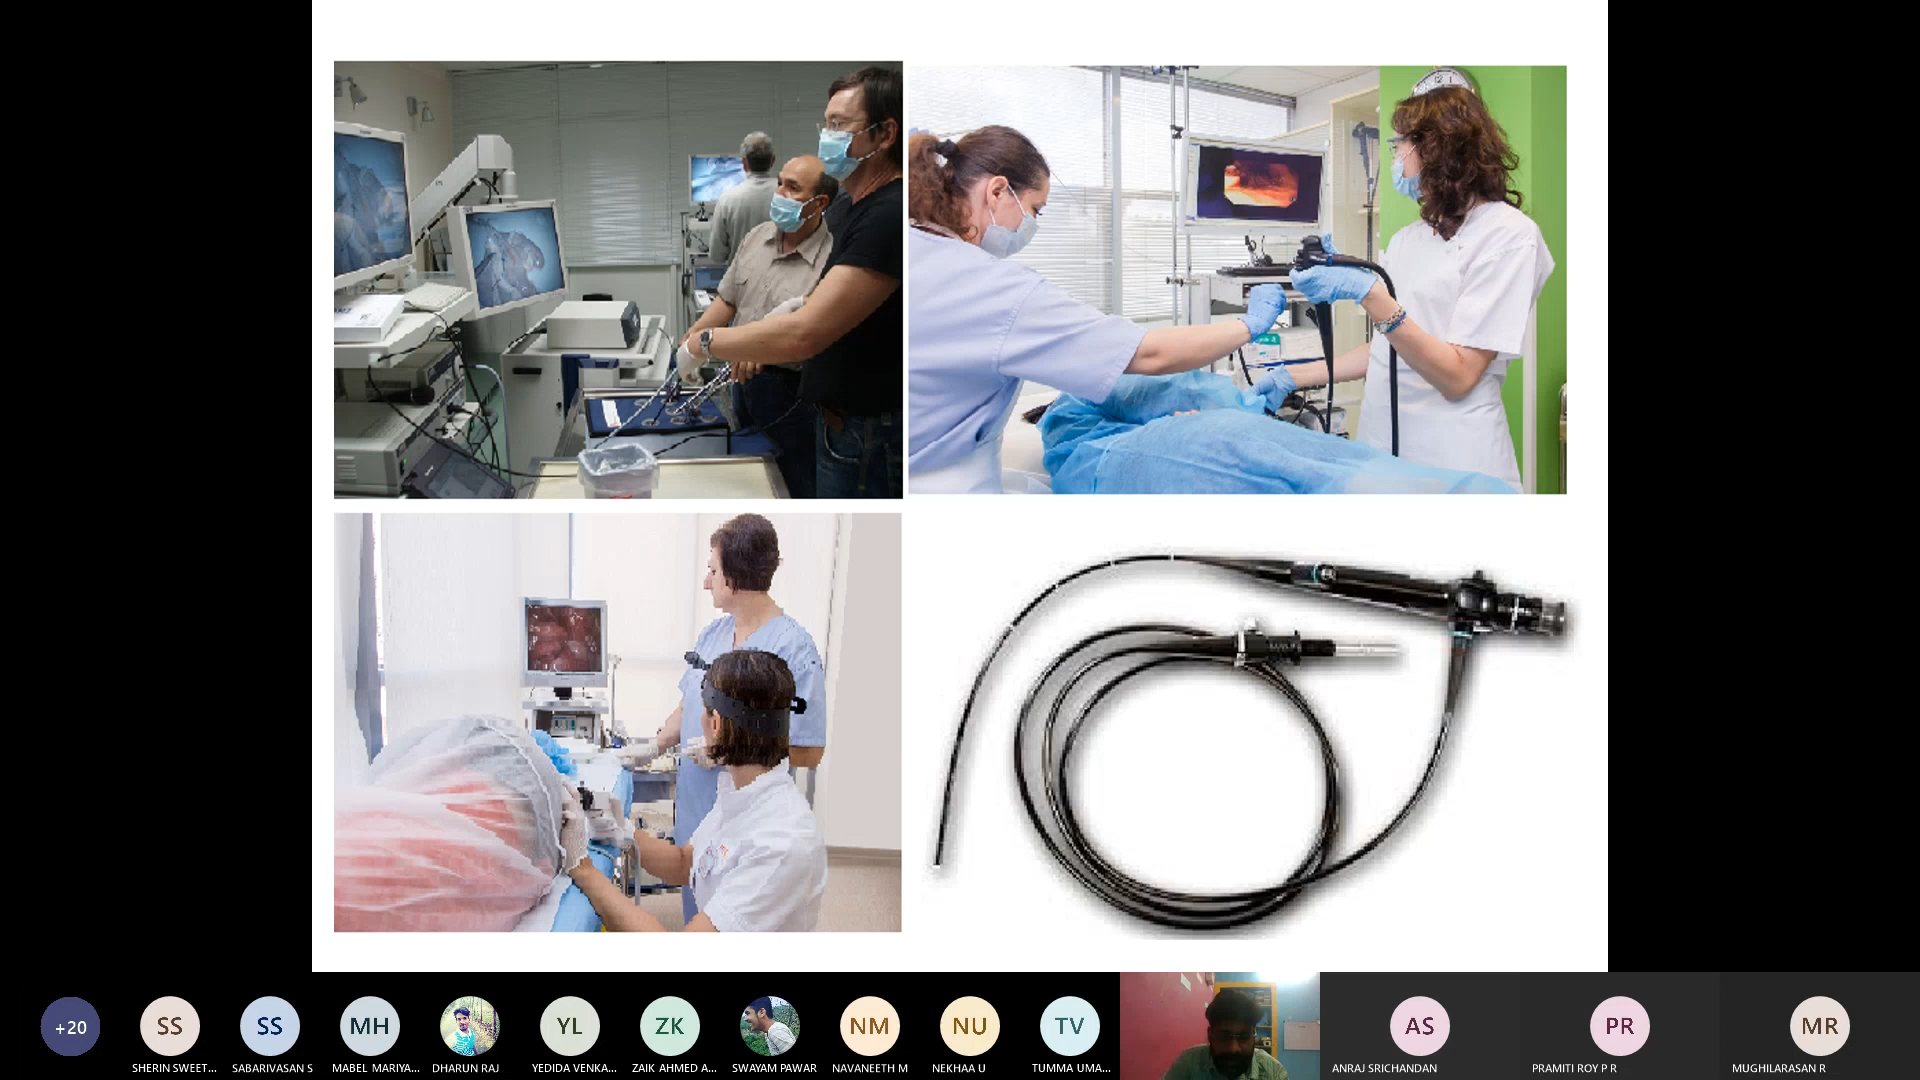 +20
SS
SS
MH
YL
ZK
NM
NU
TV
AS
PR
MR
SHERIN SWEET...
SABARIVASAN S
MABEL MARIYA...
DHARUN RAJ
YEDIDA VENKA...
ZAIK AHMED A...
SWAYAM PAWAR
NAVANEETH M
NEKHAA U
TUMMA UMA...
ANRAJ SRICHANDAN
PRAMITI ROY P R
MUGHILARASAN R